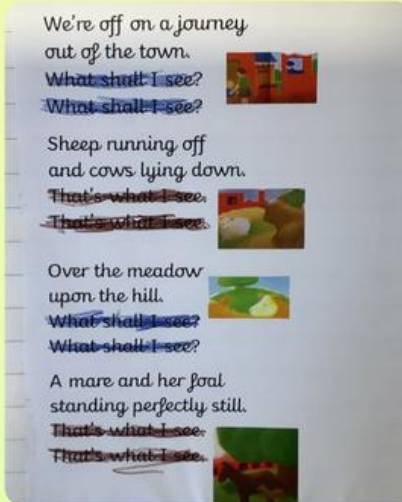 We're off on a journey
out of the town.
What shall I see?
What shall I see?
Sheep running off
and cows lying down.
That's what I see.
That's what I see.
Over the meadow
upon the hill.
What shall I see?
What shall I see?
A mare and her foal
standing perfectly still.
That's what I see.
That's what I see.